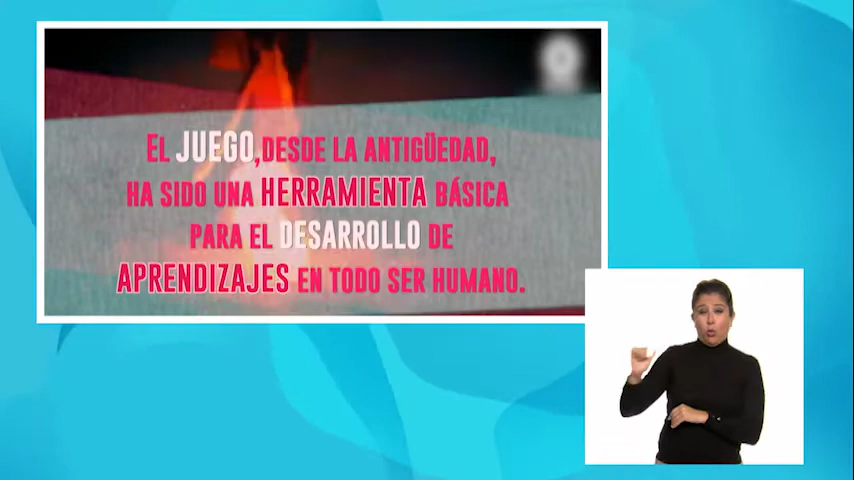 El JUEGO,DESDE LA ANTIGÜEDAD,
HA SIDO UNA HERRAMIENTA BÁSICA
PARA EL DESARROLLO DE
APRENDIZAJES EN TODO SER HUMANO.